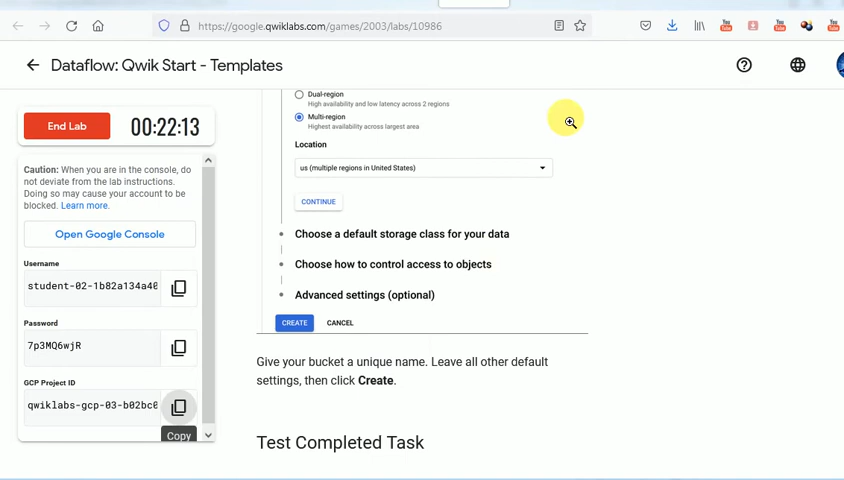 https://google.qwiklabs.com/games/2003/labs/10986
Dataflow: Qwik Start - Templates
End Lab
00:22:13
Caution: When you are in the console, do
not deviate from the lab instructions.
Doing so may cause your account to be
blocked. Learn more.
Open Google Console
Username
student-02-1b82a134a40
Password
7p3MQ6wjR
GCP Project ID
qwiklabs-gcp-03-b02bc0
Copy
Dual-region
High availability and low latency across 2 regions
Multi-region
Highest availability across largest area
Location
us (multiple regions in United States)
CONTINUE
Choose a default storage class for your data
Choose how to control access to objects
Advanced settings (optional)
CREATE
CANCEL
Give your bucket a unique name. Leave all other default
settings, then click Create.
Test Completed Task